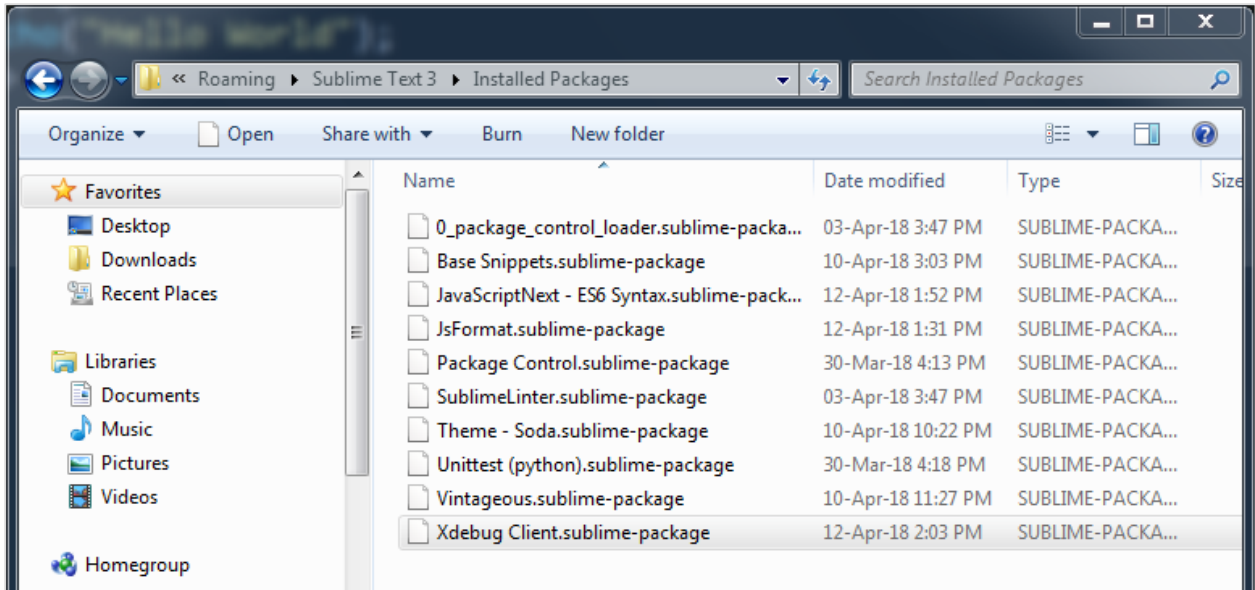 ho("Hello World");
« Roaming ▸ Sublime Text 3 ▸ Installed Packages Search Installed Packages
Organize Open Share with Burn New folder
Favorites
Desktop
Downloads
Recent Places
Libraries
Documents
Music
Pictures
Videos
Homegroup
Name Date modified Type Size
0_package_control_loader.sublime-packa... 03-Apr-18 3:47 PM SUBLIME-PACKA...
Base Snippets.sublime-package 10-Apr-18 3:03 PM SUBLIME-PACKA...
JavaScriptNext - ES6 Syntax.sublime-pack... 12-Apr-18 1:52 PM SUBLIME-PACKA...
JsFormat.sublime-package 12-Apr-18 1:31 PM SUBLIME-PACKA...
Package Control.sublime-package 30-Mar-18 4:13 PM SUBLIME-PACKA...
SublimeLinter.sublime-package 03-Apr-18 3:47 PM SUBLIME-PACKA...
Theme - Soda.sublime-package 10-Apr-18 10:22 PM SUBLIME-PACKA...
Unittest (python).sublime-package 30-Mar-18 4:18 PM SUBLIME-PACKA...
Vintageous.sublime-package 10-Apr-18 11:27 PM SUBLIME-PACKA...
Xdebug Client.sublime-package 12-Apr-18 2:03 PM SUBLIME-PACKA...